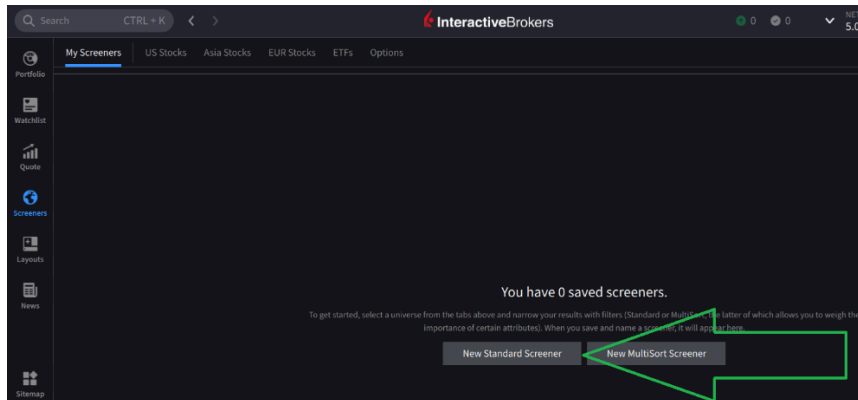 Search CTRL + K
InteractiveBrokers
0 0
NET
5.0
My Screeners US Stocks Asia Stocks EUR Stocks ETFs Options
Portfolio
Watchlist
Quote
Screeners
Layouts
News
Sitemap
You have 0 saved screeners.
To get started, select a universe from the tabs above and narrow your results with filters (Standard or MultiSort, the latter of which allows you to weigh the
importance of certain attributes). When you save and name a screener, it will appear here.
New Standard Screener New MultiSort Screener